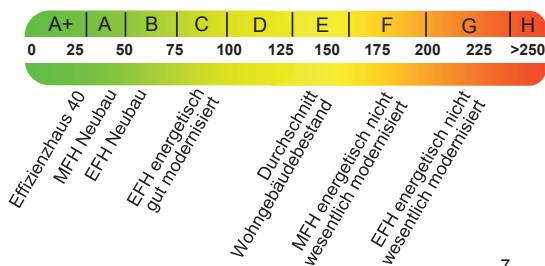 A+ A B C D E F G H
0 25 50 75 100 125 150 175 200 225 >250
Effizienzhaus 40
MFH Neubau
EFH Neubau
EFH energetisch
gut modernisiert
Durchschnitt
Wohngebäudebestand
MFH energetisch nicht
wesentlich modernisiert
EFH energetisch nicht
wesentlich modernisiert
7